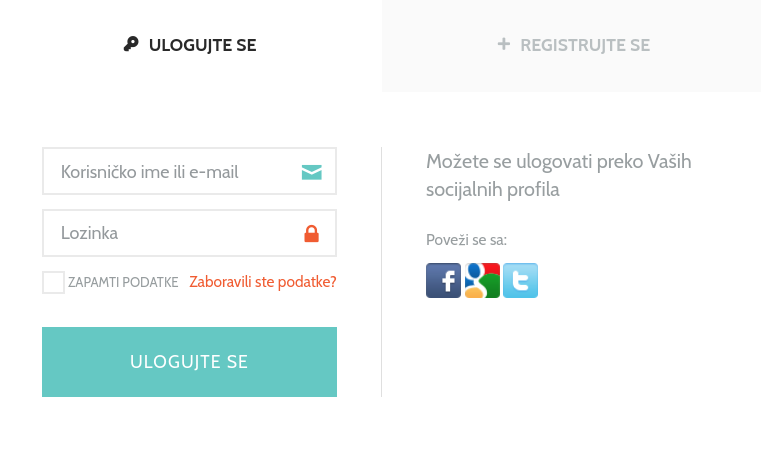 ULOGUJTE SE
REGISTRUJTE SE
Korisničko ime ili e-mail
Lozinka
ZAPAMTI PODATKE Zaboravili ste podatke?
ULOGUJTE SE
Možete se ulogovati preko Vaših
socijalnih profila
Poveži se sa: